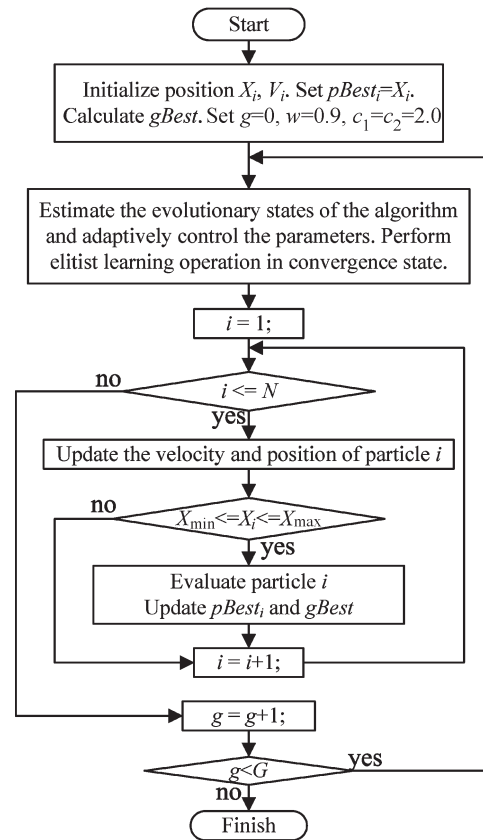 Start
Initialize position Xᵢ, Vᵢ. Set pBestᵢ=Xᵢ.
Calculate gBest. Set g=0, w=0.9, c₁=c₂=2.0
Estimate the evolutionary states of the algorithm
and adaptively control the parameters. Perform
elitist learning operation in convergence state.
i = 1;
no
i <= N
yes
Update the velocity and position of particle i
no
Xmin<=Xᵢ<=Xmax
yes
Evaluate particle i
Update pBestᵢ and gBest
i = i+1;
g = g+1;
g<G
yes
no
Finish